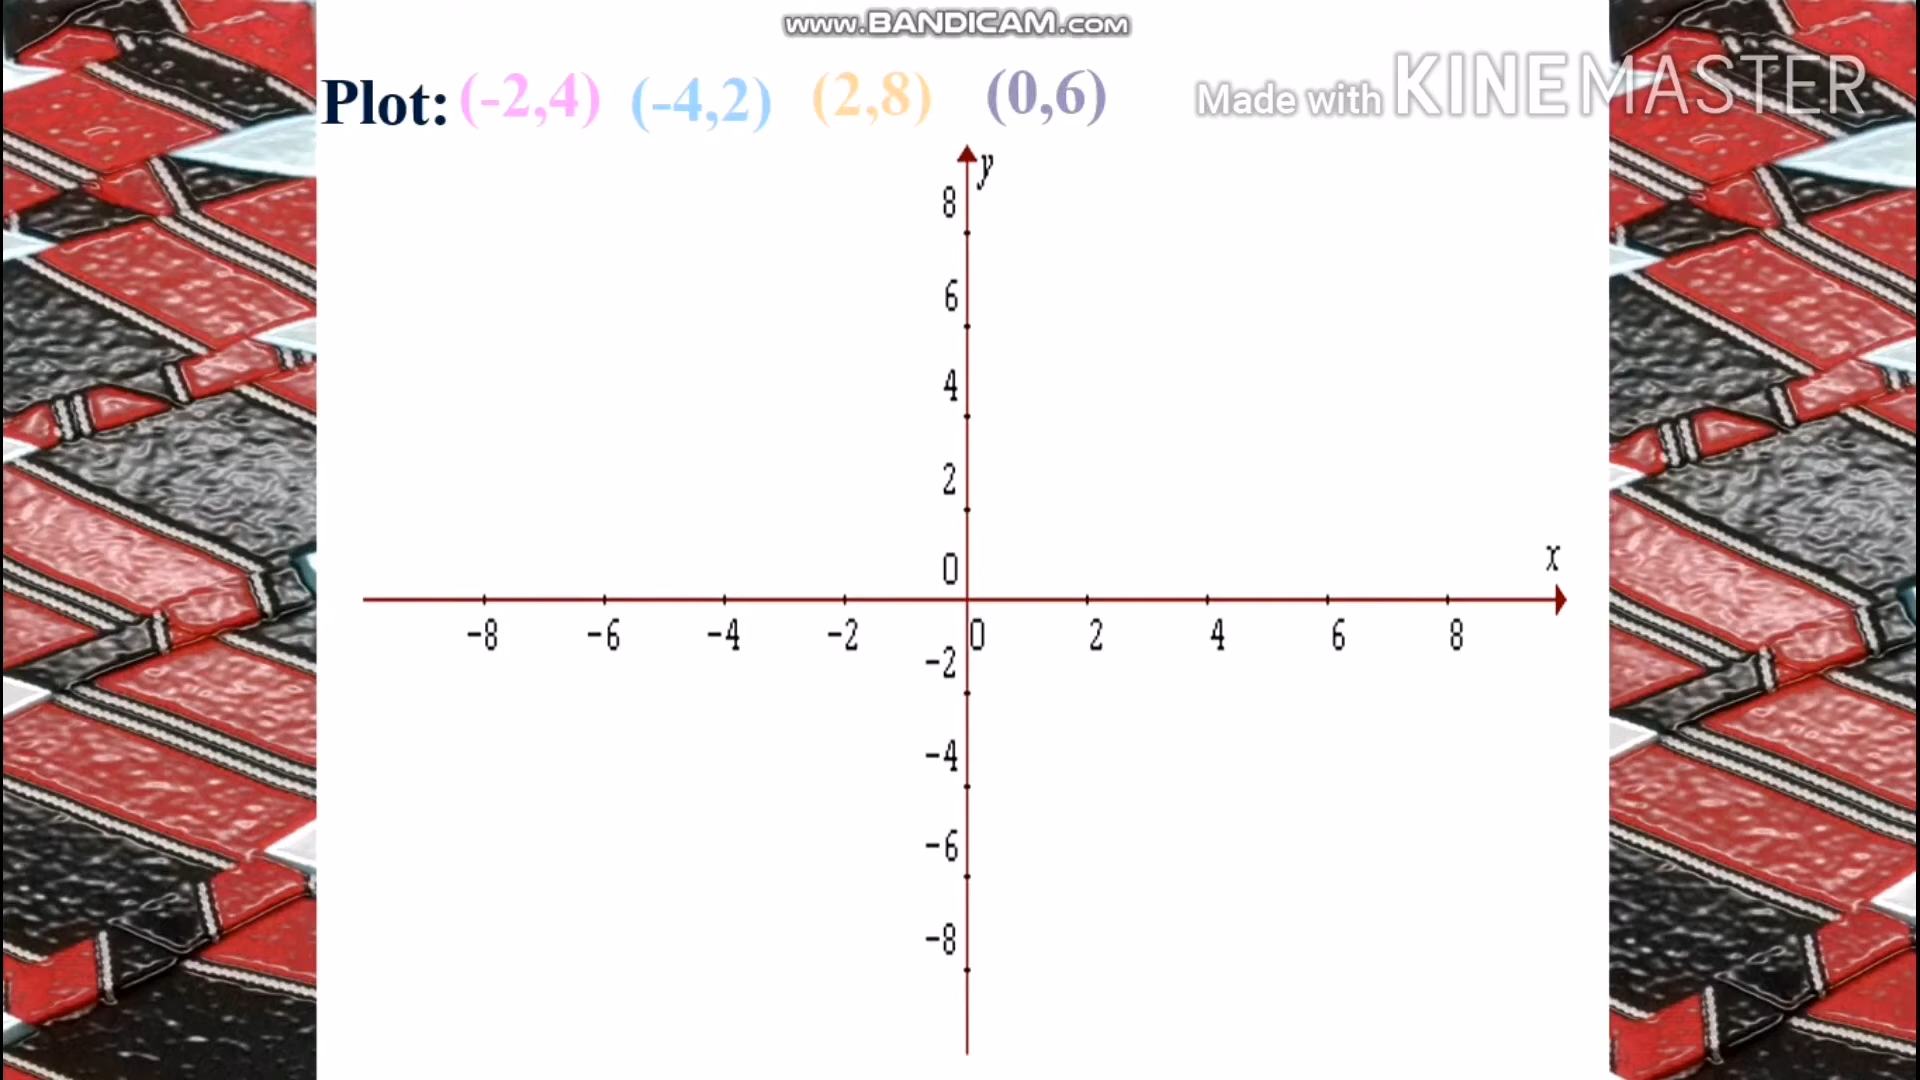 www.BANDICAM.com
Plot: (-2,4) (-4,2) (2,8) (0,6)
Made with KINEMASTER
y
8
6
4
2
0
x
-8 -6 -4 -2 0 2 4 6 8
-2
-4
-6
-8